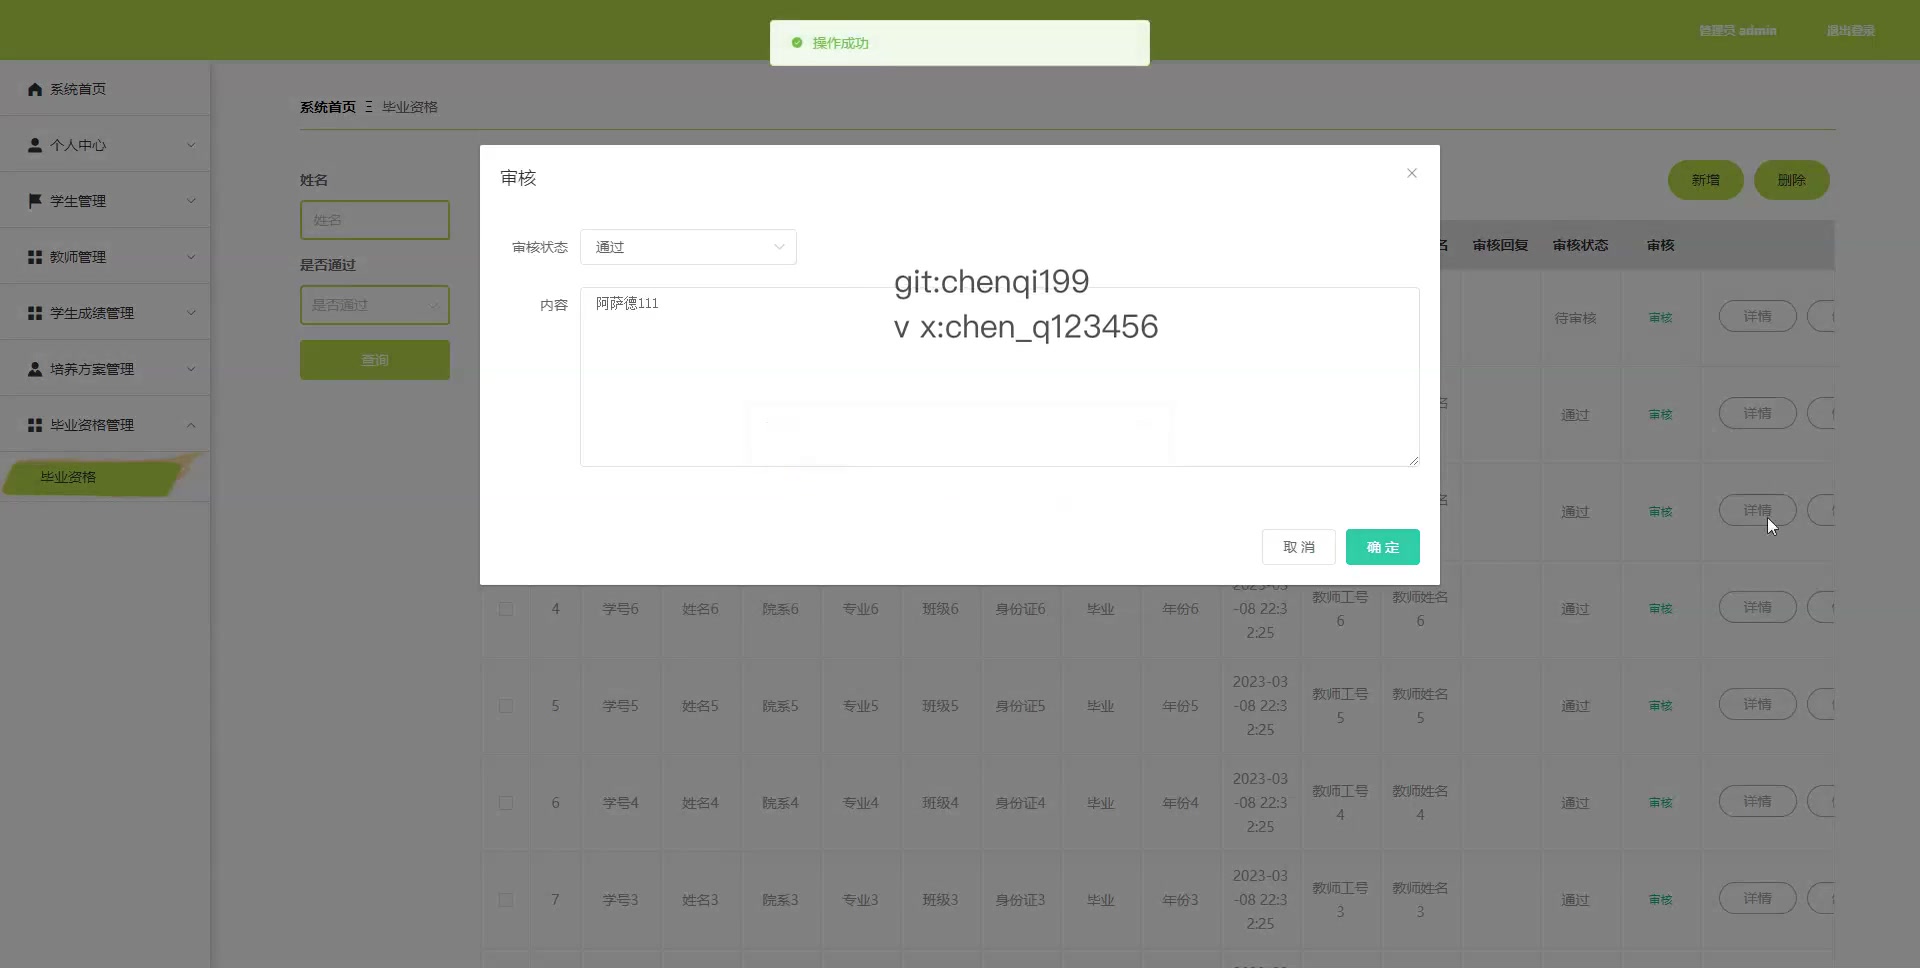 操作成功
管理员 admin
退出登录
系统首页
个人中心
学生管理
教师管理
学生成绩管理
培养方案管理
毕业资格管理
毕业资格
系统首页 Ξ 毕业资格
姓名
姓名
是否通过
是否通过
查询
新增
删除
审核
审核状态 通过
内容 阿萨德111
git:chenqi199
v x:chen_q123456
取 消
确 定
名 审核回复 审核状态 审核
待审核 审核 详情
名 通过 审核 详情
名 通过 审核 详情
4 学号6 姓名6 院系6 专业6 班级6 身份证6 毕业 年份6 2023-03-08 22:32:25 教师工号6 教师姓名6 通过 审核 详情
5 学号5 姓名5 院系5 专业5 班级5 身份证5 毕业 年份5 2023-03-08 22:32:25 教师工号5 教师姓名5 通过 审核 详情
6 学号4 姓名4 院系4 专业4 班级4 身份证4 毕业 年份4 2023-03-08 22:32:25 教师工号4 教师姓名4 通过 审核 详情
7 学号3 姓名3 院系3 专业3 班级3 身份证3 毕业 年份3 2023-03-08 22:32:25 教师工号3 教师姓名3 通过 审核 详情